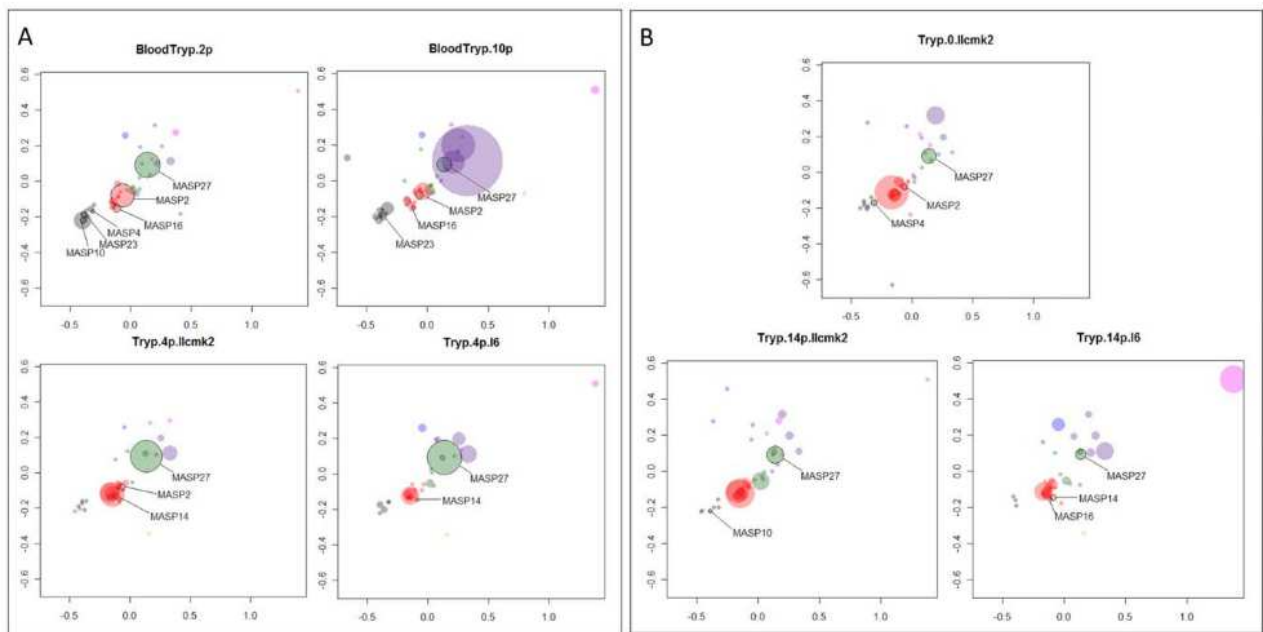 A
BloodTryp.2p
0.6
0.4
0.2
0.0
-0.2
-0.4
-0.6
MASP27
MASP2
MASP16
MASP4
MASP23
MASP10
-0.5 0.0 0.5 1.0
BloodTryp.10p
0.6
0.4
0.2
0.0
-0.2
-0.4
-0.6
MASP27
MASP2
MASP16
MASP23
-0.5 0.0 0.5 1.0
Tryp.4p.llcmk2
0.6
0.4
0.2
0.0
-0.2
-0.4
-0.6
MASP27
MASP2
MASP14
-0.5 0.0 0.5 1.0
Tryp.4p.l6
0.6
0.4
0.2
0.0
-0.2
-0.4
-0.6
MASP27
MASP14
-0.5 0.0 0.5 1.0
B
Tryp.0.llcmk2
0.6
0.4
0.2
0.0
-0.2
-0.4
-0.6
MASP27
MASP2
MASP4
-0.5 0.0 0.5 1.0
Tryp.14p.llcmk2
0.6
0.4
0.2
0.0
-0.2
-0.4
-0.6
MASP27
MASP10
-0.5 0.0 0.5 1.0
Tryp.14p.l6
0.6
0.4
0.2
0.0
-0.2
-0.4
-0.6
MASP27
MASP14
MASP16
-0.5 0.0 0.5 1.0